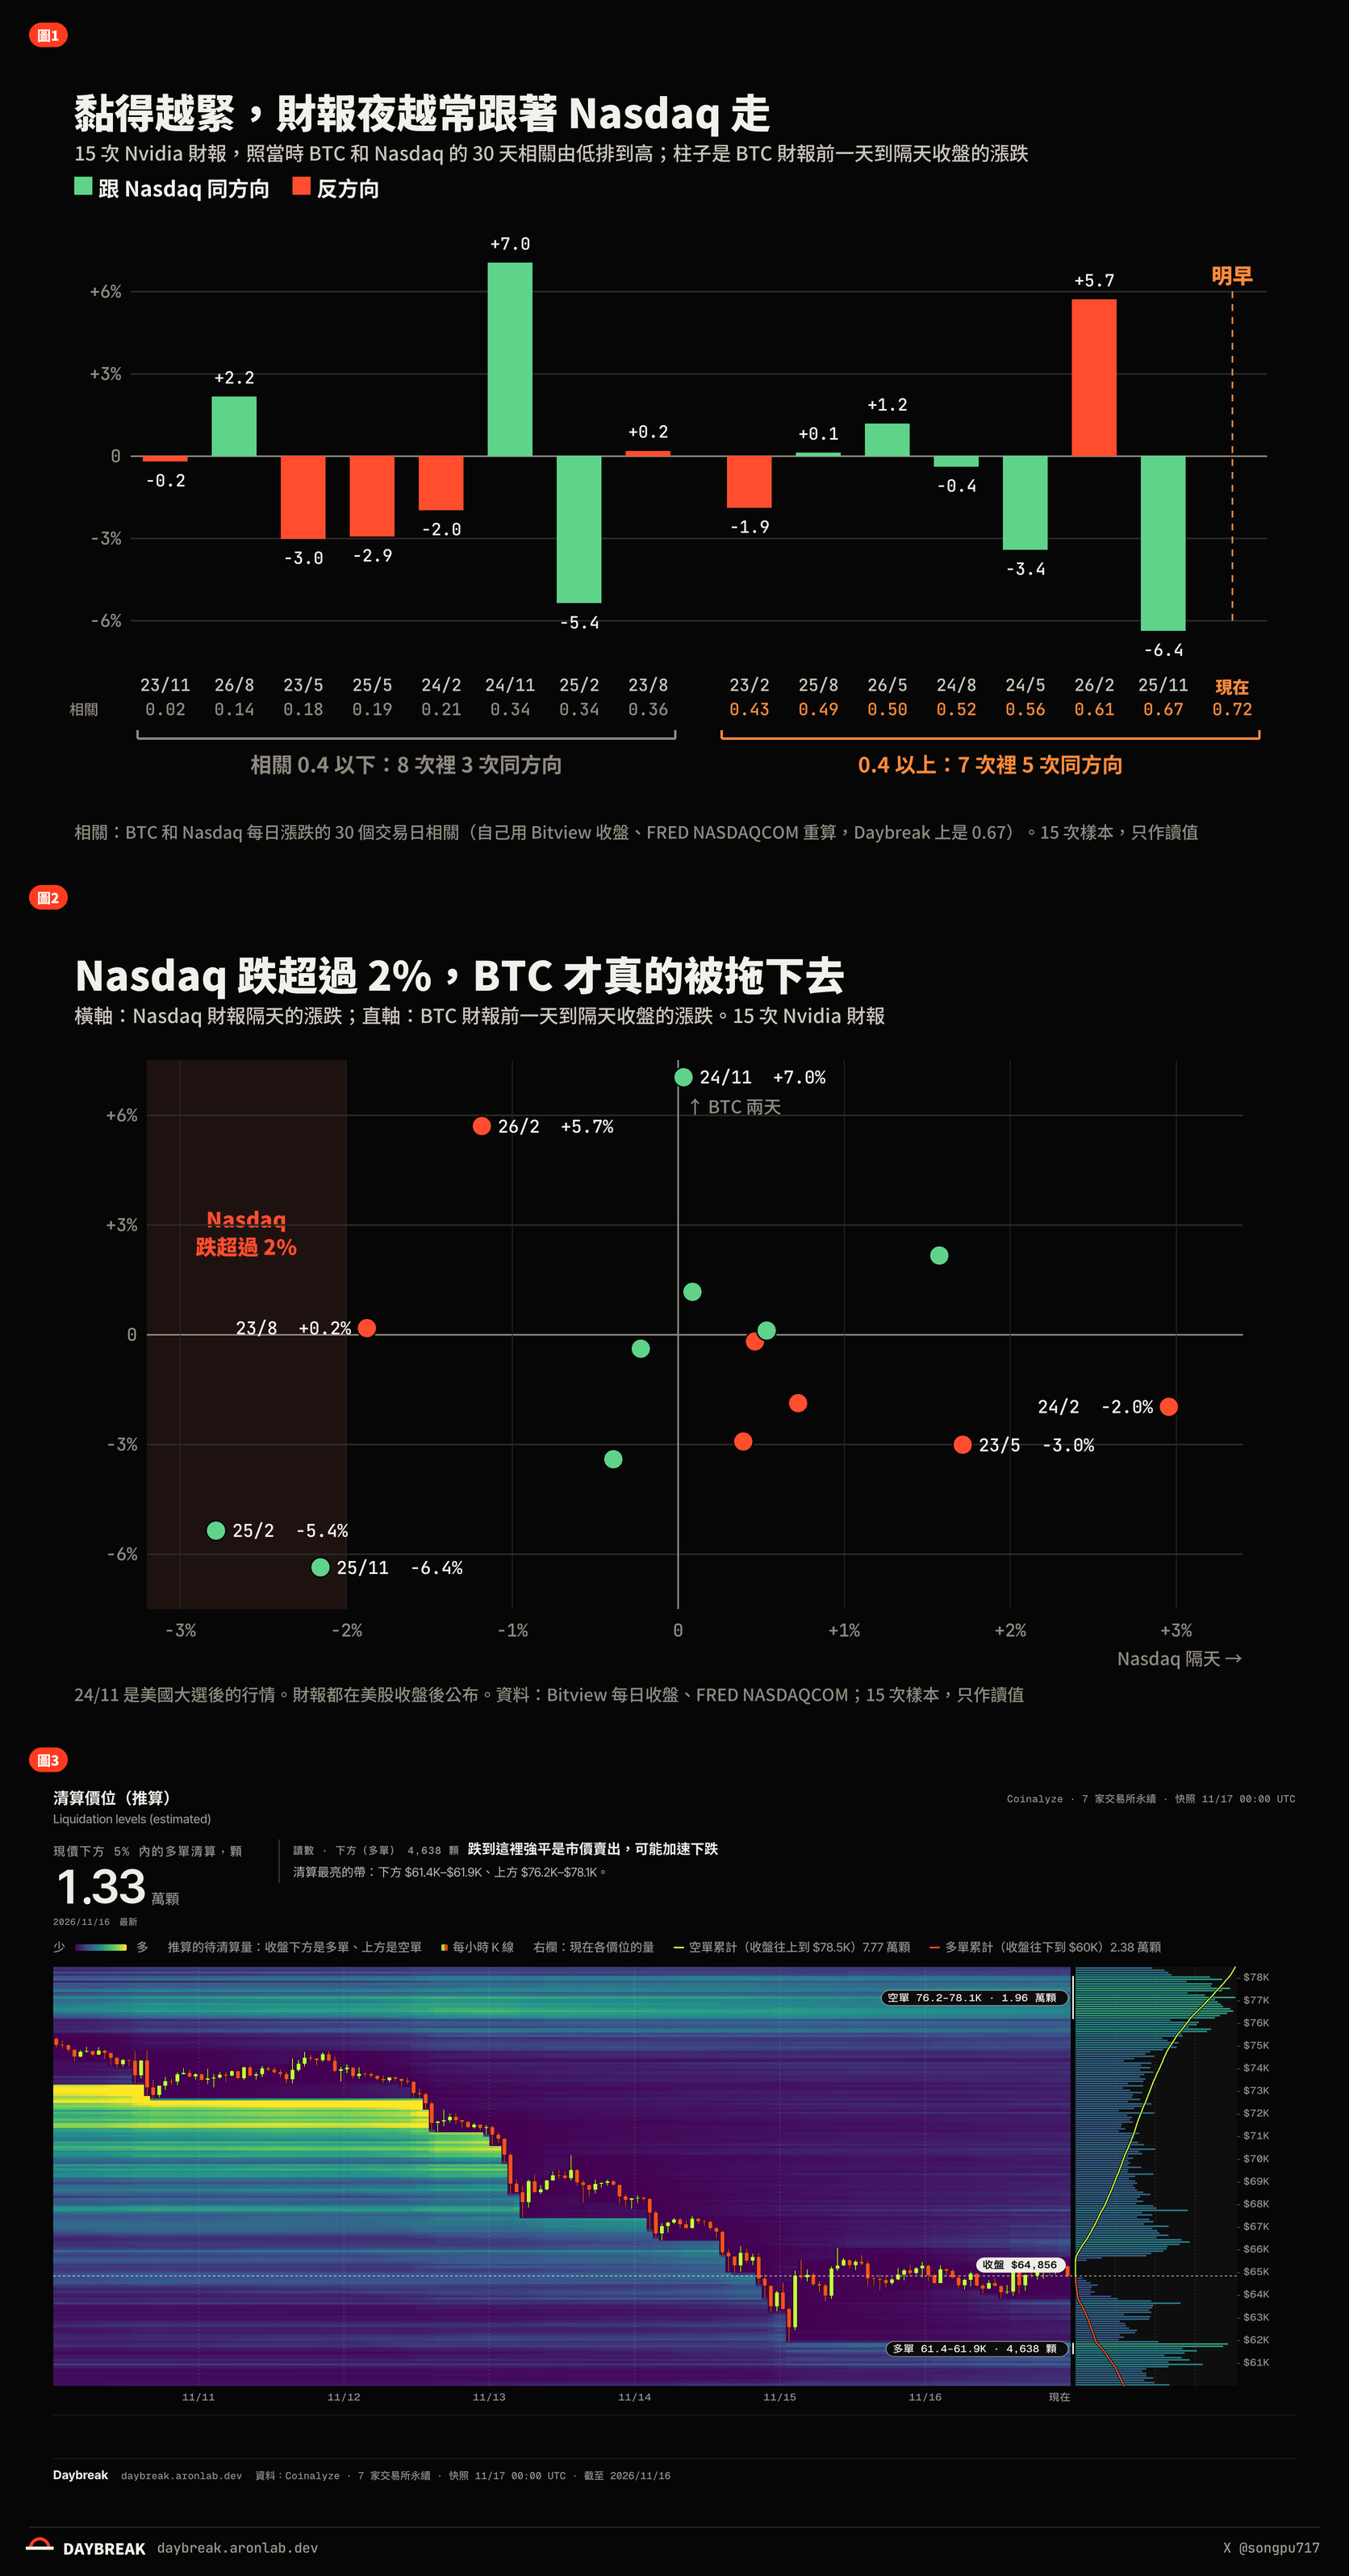 圖1
黏得越緊，財報夜越常跟著 Nasdaq 走
15 次 Nvidia 財報，照當時 BTC 和 Nasdaq 的 30 天相關由低排到高；柱子是 BTC 財報前一天到隔天收盤的漲跌
跟 Nasdaq 同方向 反方向
+7.0
明早
+5.7
+6%
+3%
+2.2
+1.2
+0.2
+0.1
0
-0.2
-0.4
-1.9
-2.0
-3%
-3.0
-2.9
-3.4
-5.4
-6%
-6.4
23/11 26/8 23/5 25/5 24/2 24/11 25/2 23/8 23/2 25/8 26/5 24/8 24/5 26/2 25/11 現在
相關 0.02 0.14 0.18 0.19 0.21 0.34 0.34 0.36 0.43 0.49 0.50 0.52 0.56 0.61 0.67 0.72
相關 0.4 以下：8 次裡 3 次同方向
0.4 以上：7 次裡 5 次同方向
相關：BTC 和 Nasdaq 每日漲跌的 30 個交易日相關（自己用 Bitview 收盤、FRED NASDAQCOM 重算，Daybreak 上是 0.67）。15 次樣本，只作讀值
圖2
Nasdaq 跌超過 2%，BTC 才真的被拖下去
橫軸：Nasdaq 財報隔天的漲跌；直軸：BTC 財報前一天到隔天收盤的漲跌。15 次 Nvidia 財報
24/11 +7.0%
↑ BTC 兩天
+6%
26/2 +5.7%
+3%
Nasdaq
跌超過 2%
23/8 +0.2%
0
24/2 -2.0%
-3%
23/5 -3.0%
25/2 -5.4%
-6%
25/11 -6.4%
-3% -2% -1% 0 +1% +2% +3%
Nasdaq 隔天 →
24/11 是美國大選後的行情。財報都在美股收盤後公布。資料：Bitview 每日收盤、FRED NASDAQCOM；15 次樣本，只作讀值
圖3
清算價位（推算）
Liquidation levels (estimated)
Coinalyze · 7 家交易所永續 · 快照 11/17 00:00 UTC
現價下方 5% 內的多單清算，顆
1.33 萬顆
2026/11/16 最新
讀數 · 下方（多單） 4,638 顆 跌到這裡強平是市價賣出，可能加速下跌
清算最亮的帶：下方 $61.4K–$61.9K、上方 $76.2K–$78.1K。
少 多 推算的待清算量：收盤下方是多單、上方是空單 每小時 K 線 右欄：現在各價位的量 空單累計（收盤往上到 $78.5K）7.77 萬顆 多單累計（收盤往下到 $60K）2.38 萬顆
空單 76.2–78.1K · 1.96 萬顆
收盤 $64,856
多單 61.4–61.9K · 4,638 顆
$78K
$77K
$76K
$75K
$74K
$73K
$72K
$71K
$70K
$69K
$68K
$67K
$66K
$65K
$64K
$63K
$62K
$61K
11/11 11/12 11/13 11/14 11/15 11/16 現在
Daybreak daybreak.aronlab.dev 資料：Coinalyze · 7 家交易所永續 · 快照 11/17 00:00 UTC · 截至 2026/11/16
DAYBREAK daybreak.aronlab.dev
X @songpu717